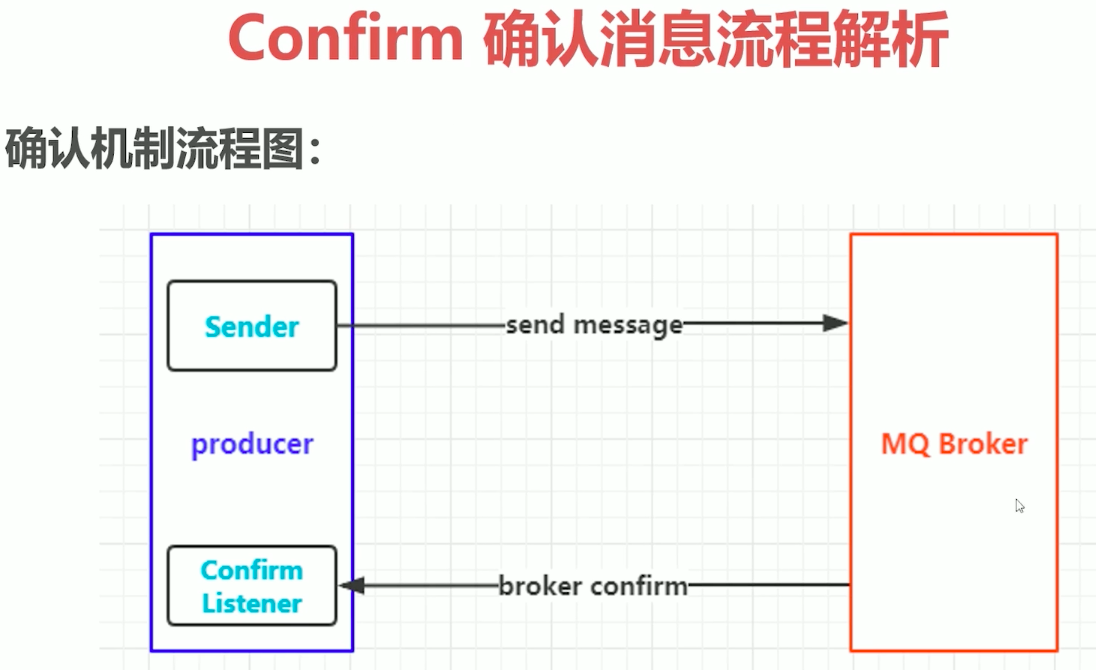 Confirm 确认消息流程解析
确认机制流程图：
Sender
send message
producer
MQ Broker
Confirm
Listener
broker confirm